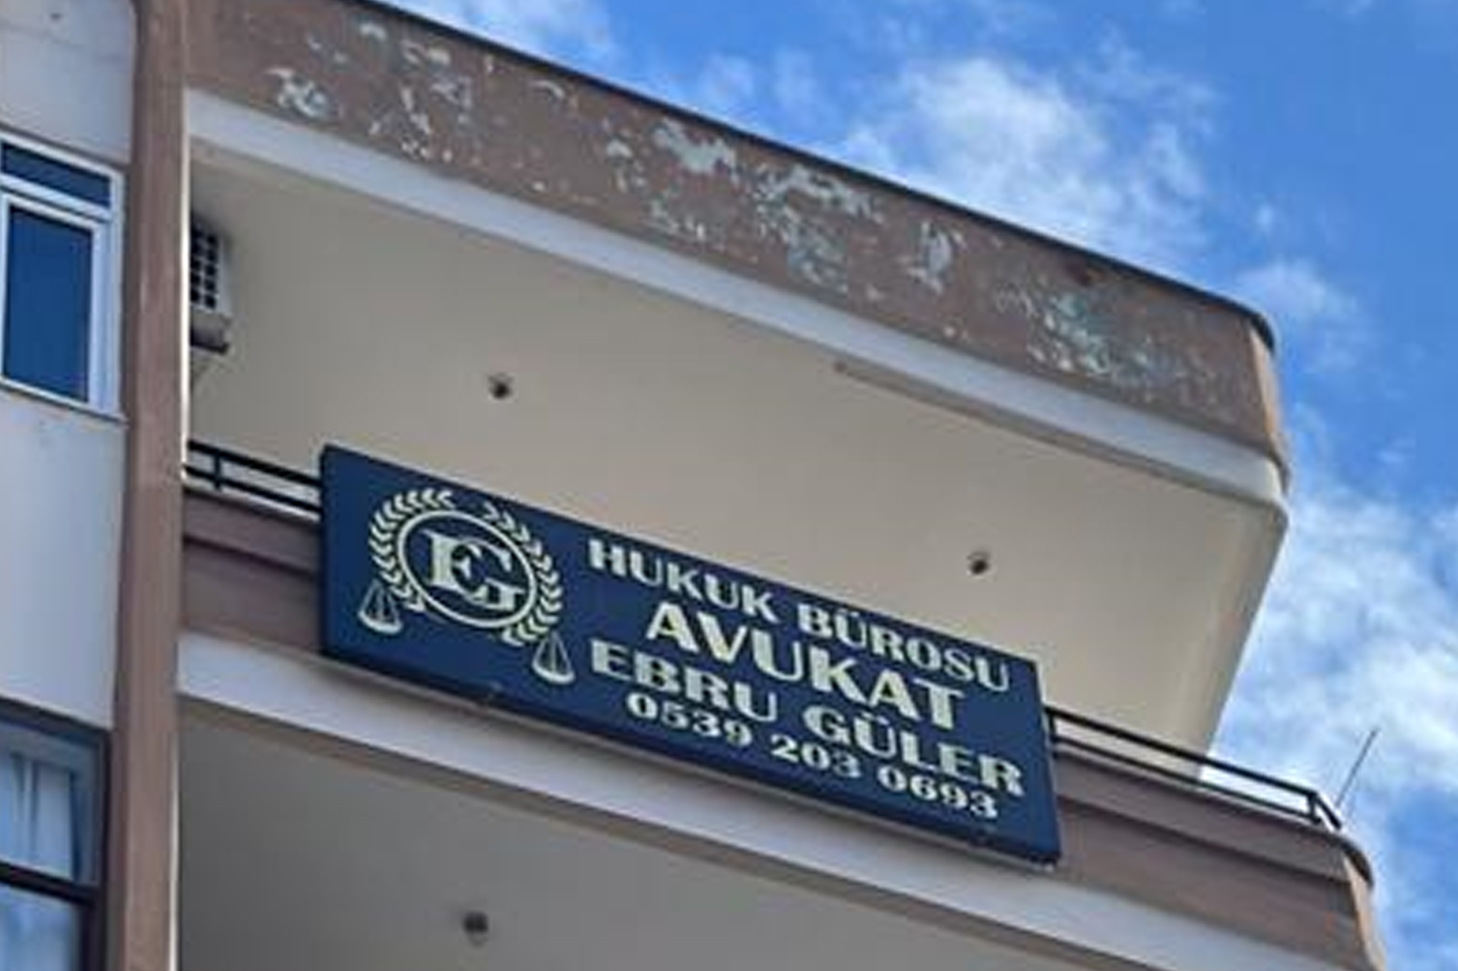 EG
HUKUK BÜROSU
AVUKAT
EBRU GÜLER
0539 203 0693